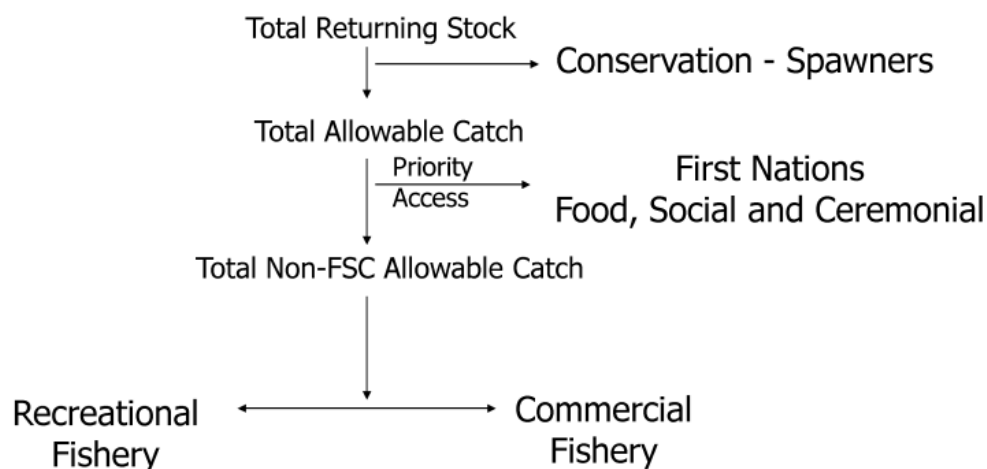 Total Returning Stock
Conservation - Spawners
Total Allowable Catch
Priority
Access
First Nations
Food, Social and Ceremonial
Total Non-FSC Allowable Catch
Recreational
Fishery
Commercial
Fishery